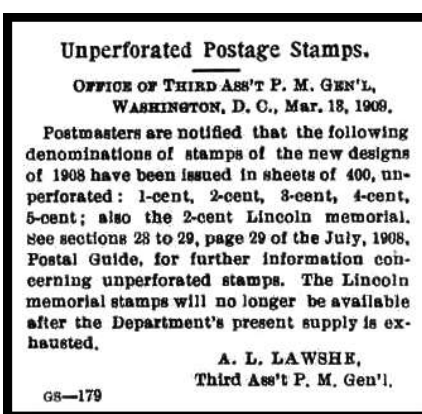 Unperforated Postage Stamps.
OFFICE OF THIRD ASS'T P. M. GEN'L,
WASHINGTON, D. C., Mar. 13, 1909.
Postmasters are notified that the following
denominations of stamps of the new designs
of 1908 have been issued in sheets of 400, un-
perforated: 1-cent, 2-cent, 3-cent, 4-cent,
5-cent; also the 2-cent Lincoln memorial.
See sections 28 to 29, page 29 of the July, 1908,
Postal Guide, for further information con-
cerning unperforated stamps. The Lincoln
memorial stamps will no longer be available
after the Department's present supply is ex-
hausted.
A. L. LAWSHE,
Third Ass't P. M. Gen'l.
GS—179